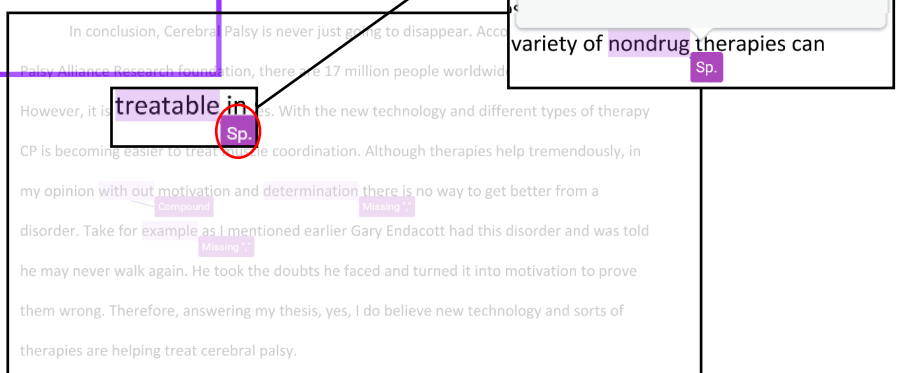 In conclusion, Cerebral Palsy is never just going to disappear. Acco
variety of nondrug therapies can
Sp.
Palsy Alliance Research foundation, there are 17 million people worldwid
treatable in
Sp.
However, it is es. With the new technology and different types of therapy
CP is becoming easier to treat muscle coordination. Although therapies help tremendously, in
my opinion with out motivation and determination there is no way to get better from a
Compound
Missing ","
disorder. Take for example as I mentioned earlier Gary Endacott had this disorder and was told
Missing ","
he may never walk again. He took the doubts he faced and turned it into motivation to prove
them wrong. Therefore, answering my thesis, yes, I do believe new technology and sorts of
therapies are helping treat cerebral palsy.